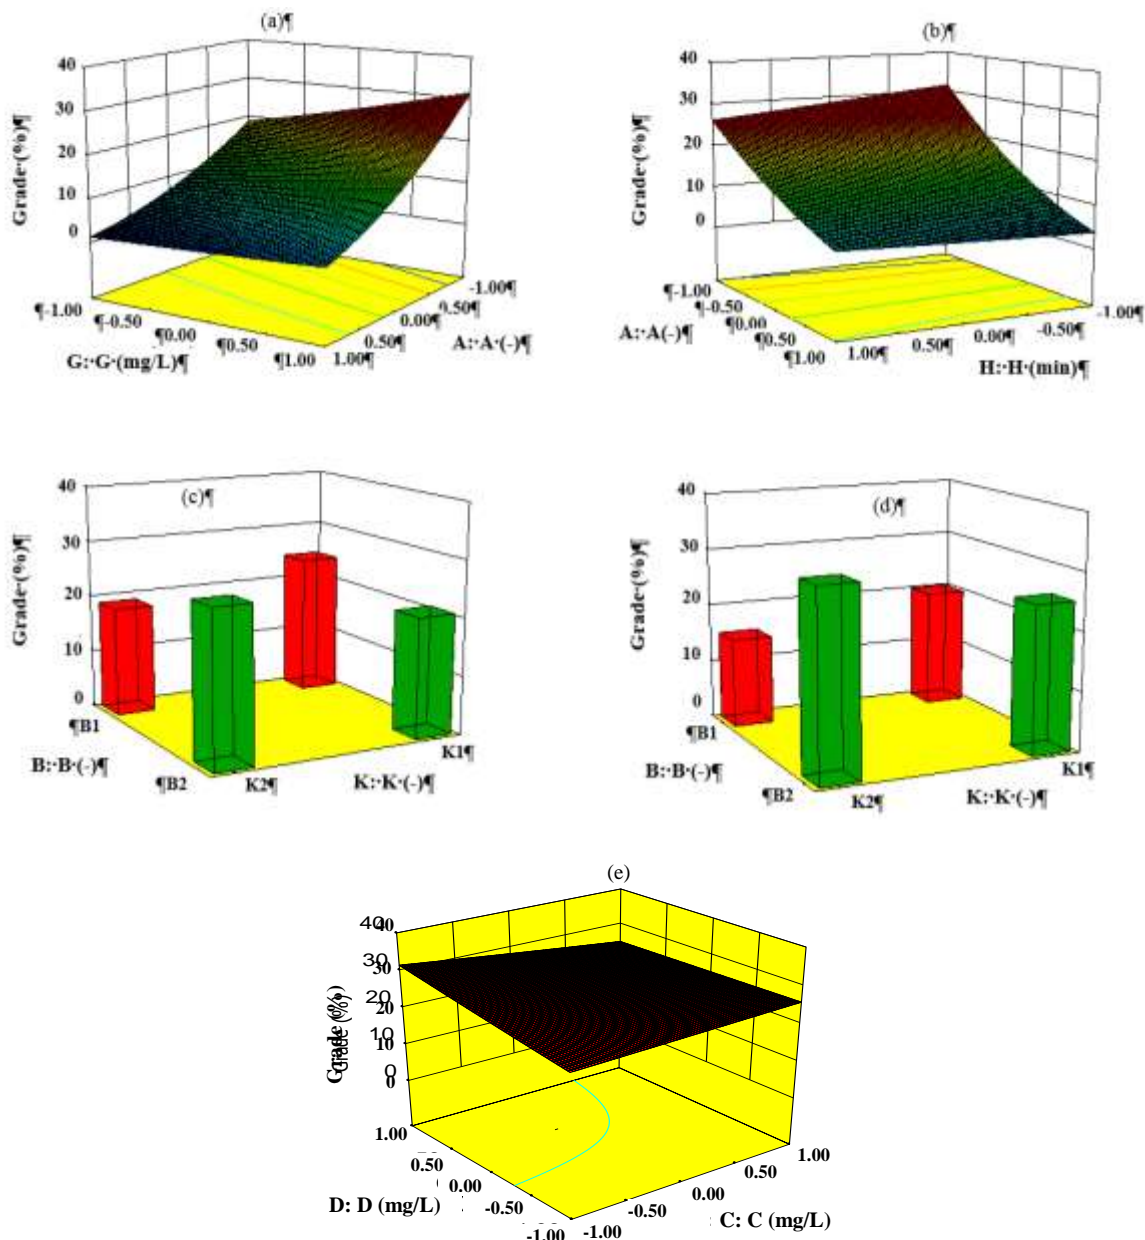 (a)¶
40
30
20
10
0
Grade·(%)¶
¶-1.00
¶-0.50
¶0.00
¶0.50
¶1.00
G:·G·(mg/L)¶
-1.00¶
0.50¶
0.00¶
0.50¶
1.00¶
A:·A·(-)¶
(b)¶
40
30
20
10
0
Grade·(%)¶
¶-1.00
¶-0.50
¶0.00
¶0.50
¶1.00
A:·A(-)¶
-1.00¶
-0.50¶
0.00¶
0.50¶
1.00¶
H:·H·(min)¶
(c)¶
40
30
20
10
0
Grade·(%)¶
¶B1
¶B2
B:·B·(-)¶
K2¶
K1¶
K:·K·(-)¶
(d)¶
40
30
20
10
0
Grade·(%)¶
¶B1
¶B2
B:·B·(-)¶
K2¶
K1¶
K:·K·(-)¶
(e)
40
30
20
10
0
Grade (%)
1.00
0.50
0.00
-0.50
-1.00
D: D (mg/L)
1.00
0.50
0.00
-0.50
-1.00
C: C (mg/L)